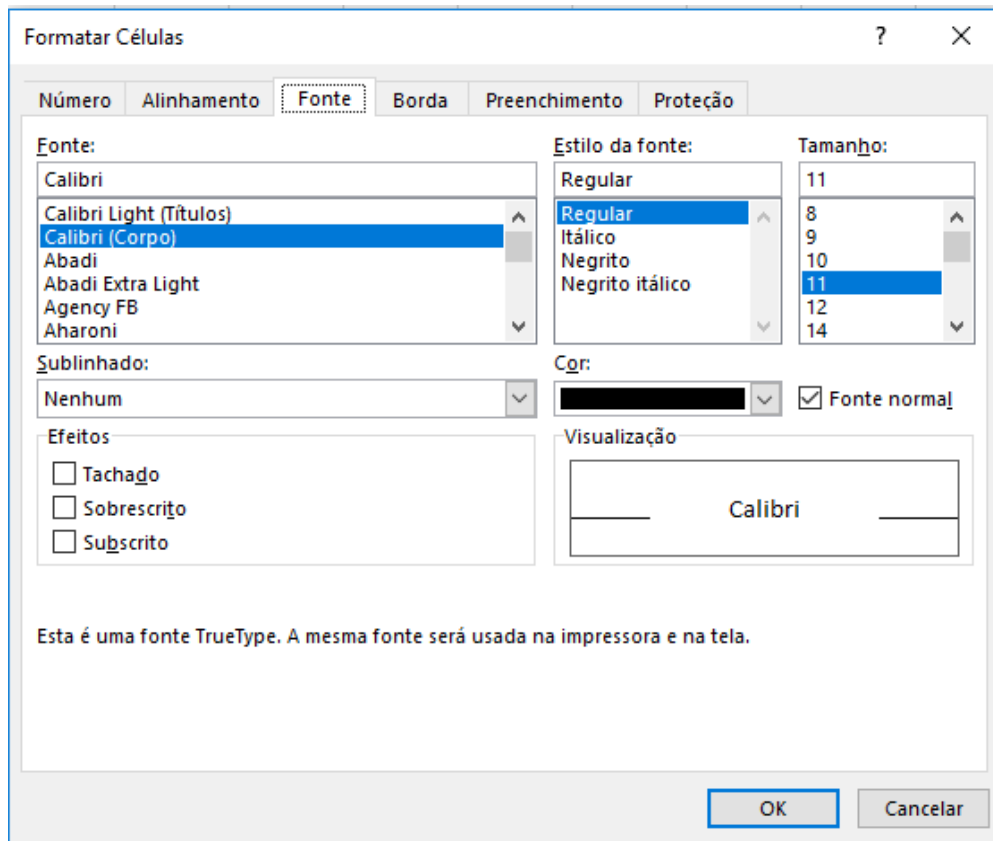 Formatar Células
?
Número Alinhamento Fonte Borda Preenchimento Proteção
Fonte: Estilo da fonte: Tamanho:
Calibri Regular 11
Calibri Light (Títulos) Regular 8
Calibri (Corpo) Itálico 9
Abadi Negrito 10
Abadi Extra Light Negrito itálico 11
Agency FB 12
Aharoni 14
Sublinhado: Cor:
Nenhum Fonte normal
Efeitos Visualização
Tachado
Sobrescrito Calibri
Subscrito
Esta é uma fonte TrueType. A mesma fonte será usada na impressora e na tela.
OK Cancelar